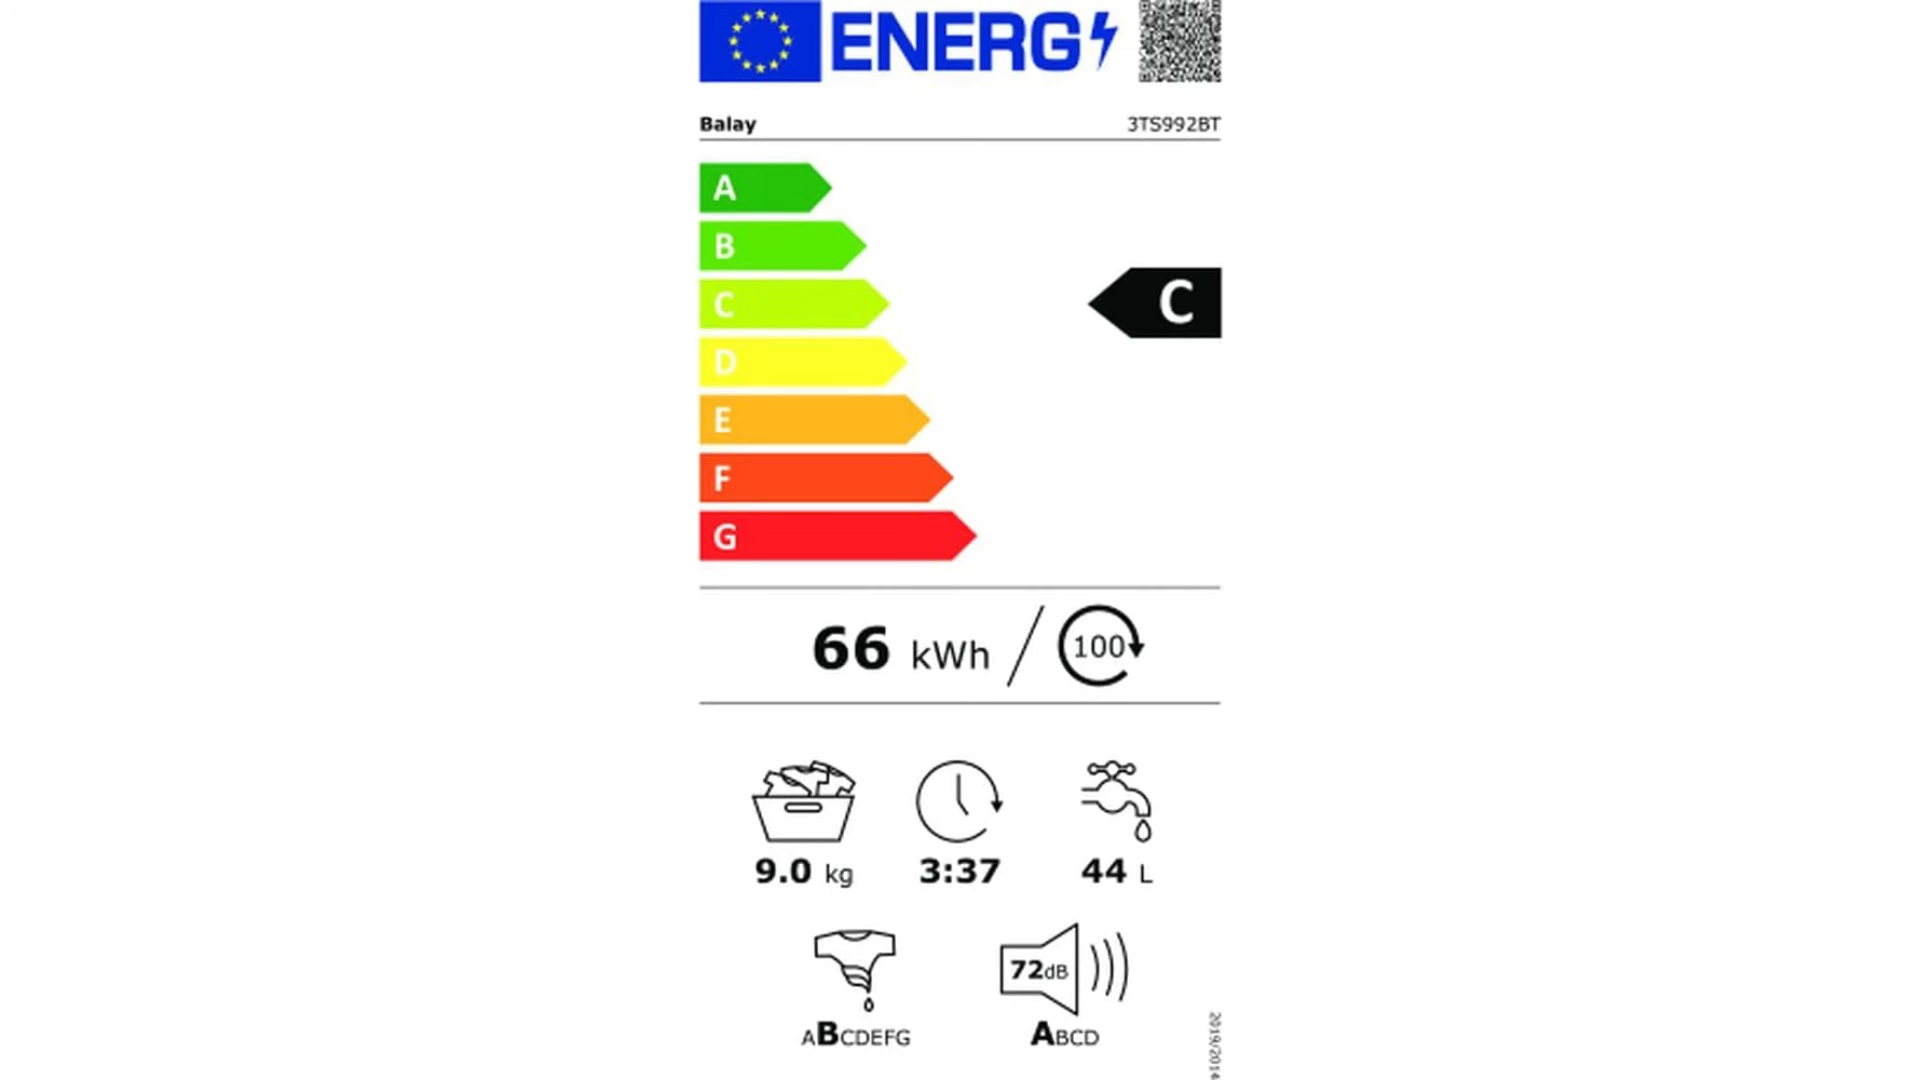 ENERG
Balay 3TS992BT
A
B
C
C
D
E
F
G
66 kWh / 100
9.0 kg 3:37 44 L
72dB
ABCDEFG ABCD
2019/2014